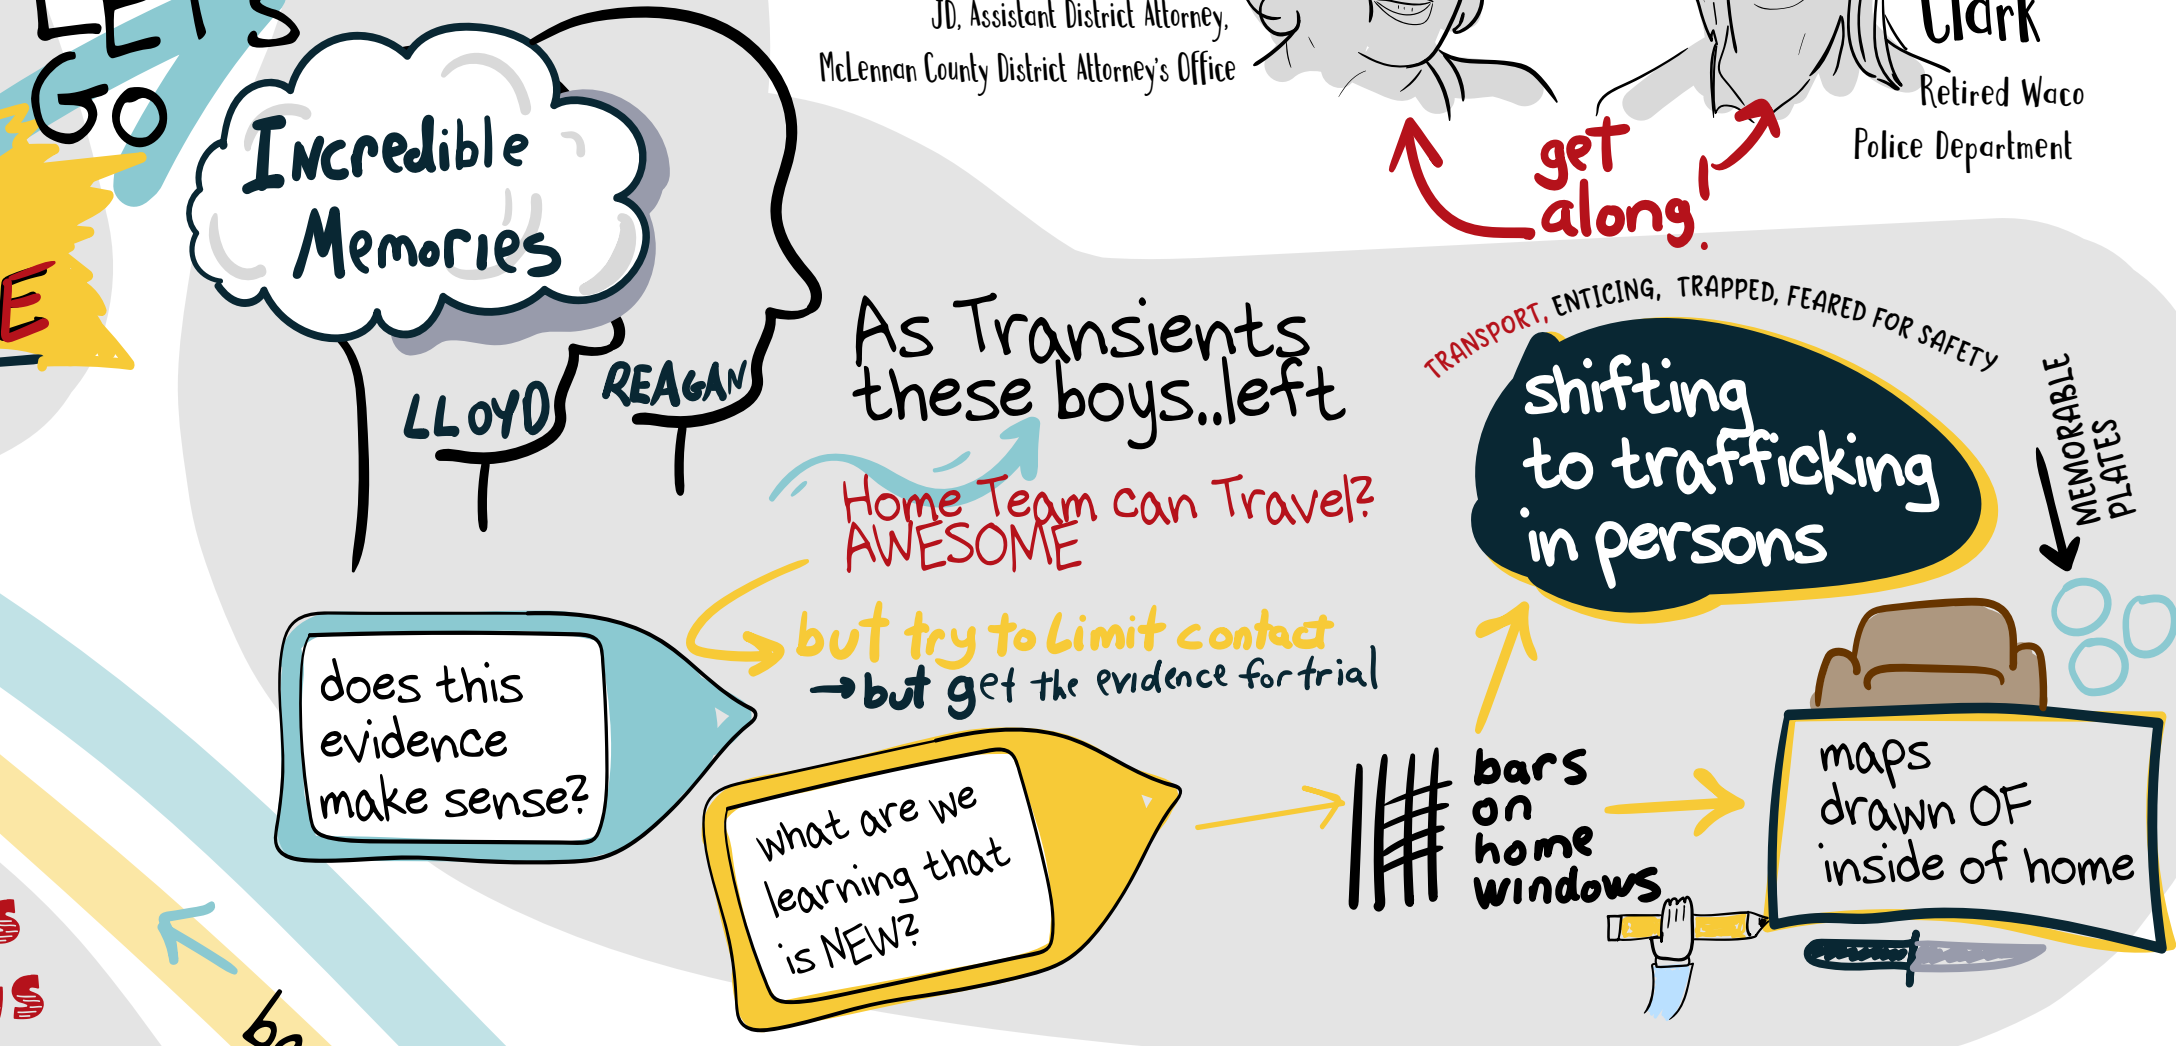 LET'S
GO
JD, Assistant District Attorney,
McLennan County District Attorney's Office
Clark
Retired Waco
Police Department
get
along!
Incredible
Memories
LLOYD
REAGAN
E
As Transients
these boys..left
Home Team can Travel?
AWESOME
but try to Limit contact
but get the evidence for trial
TRANSPORT, ENTICING, TRAPPED, FEARED FOR SAFETY
shifting
to trafficking
in persons
MEMORABLE
PLATES
does this
evidence
make sense?
what are we
learning that
is NEW?
bars
on
home
windows
maps
drawn OF
inside of home